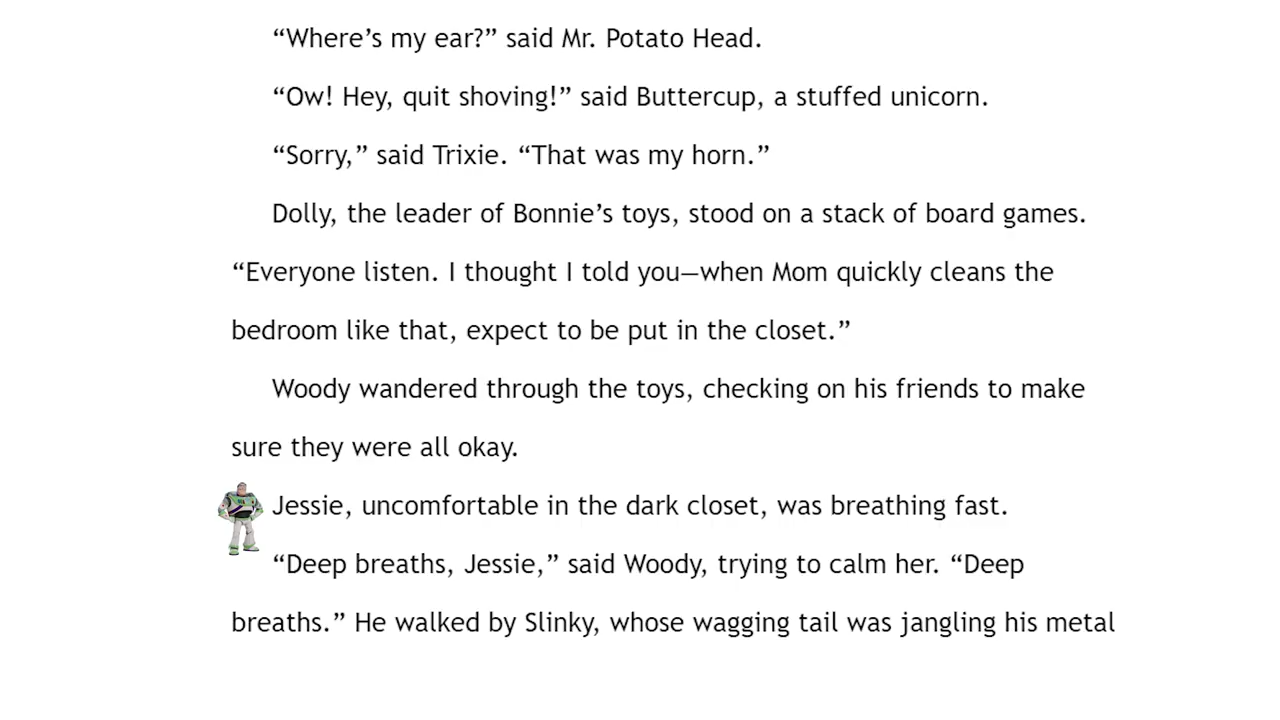 “Where’s my ear?” said Mr. Potato Head.
“Ow! Hey, quit shoving!” said Buttercup, a stuffed unicorn.
“Sorry,” said Trixie. “That was my horn.”
Dolly, the leader of Bonnie’s toys, stood on a stack of board games.
“Everyone listen. I thought I told you—when Mom quickly cleans the
bedroom like that, expect to be put in the closet.”
Woody wandered through the toys, checking on his friends to make
sure they were all okay.
Jessie, uncomfortable in the dark closet, was breathing fast.
“Deep breaths, Jessie,” said Woody, trying to calm her. “Deep
breaths.” He walked by Slinky, whose wagging tail was jangling his metal